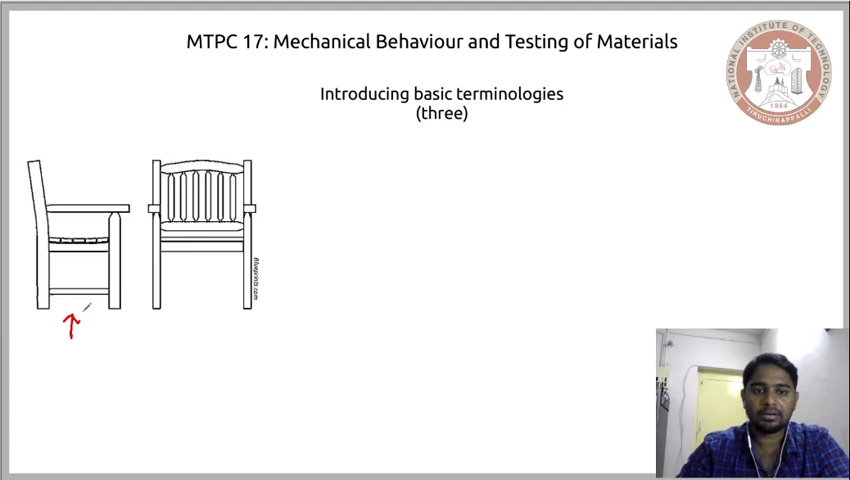 MTPC 17: Mechanical Behaviour and Testing of Materials
Introducing basic terminologies
(three)
NATIONAL INSTITUTE OF TECHNOLOGY
TIRUCHIRAPPALLI
1964
Blueprints.com